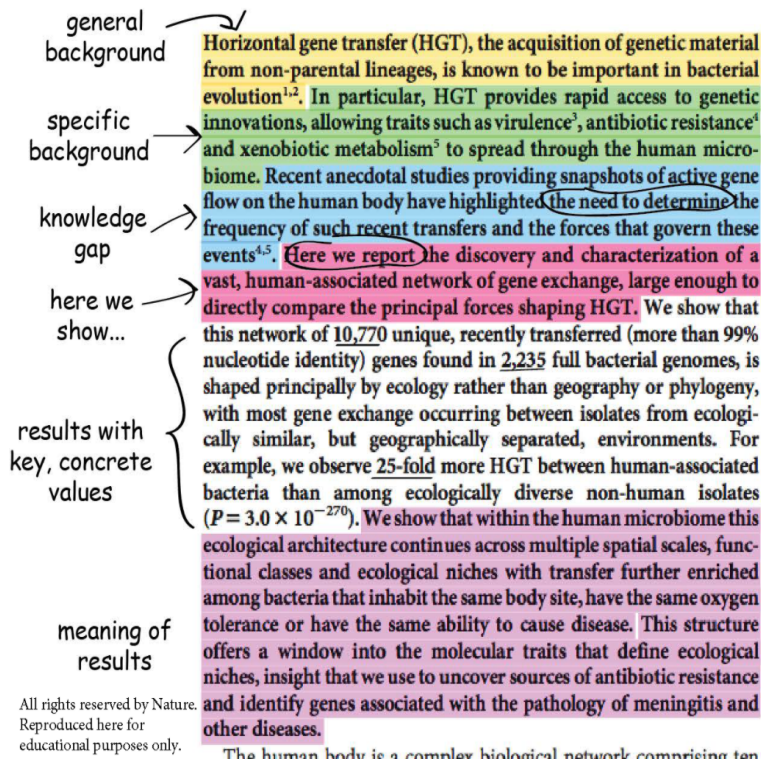 general
background
specific
background
knowledge
gap
here we
show...
results with
key, concrete
values
meaning of
results
All rights reserved by Nature.
Reproduced here for
educational purposes only.
Horizontal gene transfer (HGT), the acquisition of genetic material
from non-parental lineages, is known to be important in bacterial
evolution1,2. In particular, HGT provides rapid access to genetic
innovations, allowing traits such as virulence3, antibiotic resistance4
and xenobiotic metabolism5 to spread through the human micro-
biome. Recent anecdotal studies providing snapshots of active gene
flow on the human body have highlighted the need to determine the
frequency of such recent transfers and the forces that govern these
events4,5. Here we report the discovery and characterization of a
vast, human-associated network of gene exchange, large enough to
directly compare the principal forces shaping HGT. We show that
this network of 10,770 unique, recently transferred (more than 99%
nucleotide identity) genes found in 2,235 full bacterial genomes, is
shaped principally by ecology rather than geography or phylogeny,
with most gene exchange occurring between isolates from ecologi-
cally similar, but geographically separated, environments. For
example, we observe 25-fold more HGT between human-associated
bacteria than among ecologically diverse non-human isolates
(P = 3.0 × 10−270). We show that within the human microbiome this
ecological architecture continues across multiple spatial scales, func-
tional classes and ecological niches with transfer further enriched
among bacteria that inhabit the same body site, have the same oxygen
tolerance or have the same ability to cause disease. This structure
offers a window into the molecular traits that define ecological
niches, insight that we use to uncover sources of antibiotic resistance
and identify genes associated with the pathology of meningitis and
other diseases.
The human body is a complex biological network comprising ten